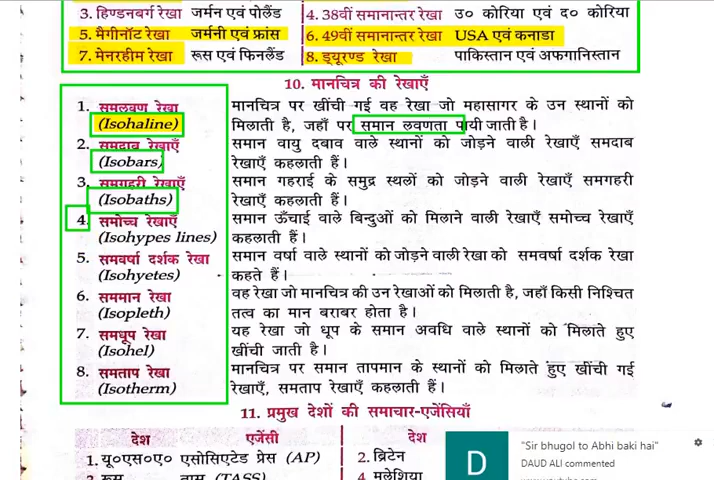 3. हिण्डनबर्ग रेखा जर्मन एवं पोलैंड 4. 38वीं समानान्तर रेखा उ० कोरिया एवं द० कोरिया
5. मैगीनॉट रेखा जर्मनी एवं फ्रांस 6. 49वीं समानान्तर रेखा USA एवं कनाडा
7. मेनरहीम रेखा रूस एवं फिनलैंड 8. ड्यूरण्ड रेखा पाकिस्तान एवं अफगानिस्तान
10. मानचित्र की रेखाएँ
1. समलवण रेखा मानचित्र पर खींची गई वह रेखा जो महासागर के उन स्थानों को
(Isohaline) मिलाती है, जहाँ पर समान लवणता पायी जाती है।
2. समदाब रेखाएँ समान वायु दबाव वाले स्थानों को जोड़ने वाली रेखाएँ समदाब
(Isobars) रेखाएँ कहलाती हैं।
3. समगहरी रेखाएँ समान गहराई के समुद्र स्थलों को जोड़ने वाली रेखाएँ समगहरी
(Isobaths) रेखाएँ कहलाती हैं।
4. समोच्च रेखाएँ समान ऊँचाई वाले बिन्दुओं को मिलाने वाली रेखाएँ समोच्च रेखाएँ
(Isohypes lines) कहलाती हैं।
5. समवर्षा दर्शक रेखा समान वर्षा वाले स्थानों को जोड़ने वाली रेखा को समवर्षा दर्शक रेखा
(Isohyetes) कहते हैं।
6. सममान रेखा वह रेखा जो मानचित्र की उन रेखाओं को मिलाती है, जहाँ किसी निश्चित
(Isopleth) तत्व का मान बराबर होता है।
7. समधूप रेखा यह रेखा जो धूप के समान अवधि वाले स्थानों को मिलाते हुए
(Isohel) खींची जाती है।
8. समताप रेखा मानचित्र पर समान तापमान के स्थानों को मिलाते हुए खींची गई
(Isotherm) रेखाएँ, समताप रेखाएँ कहलाती हैं।
11. प्रमुख देशों की समाचार-एजेंसियाँ
देश एजेंसी देश
1. यू०एस०ए० एसोसिएटेड प्रेस (AP) 2. ब्रिटेन
3. रूस तास (TASS) 4. मलेशिया
D
"Sir bhugol to Abhi baki hai"
DAUD ALI commented
www.youtube.com